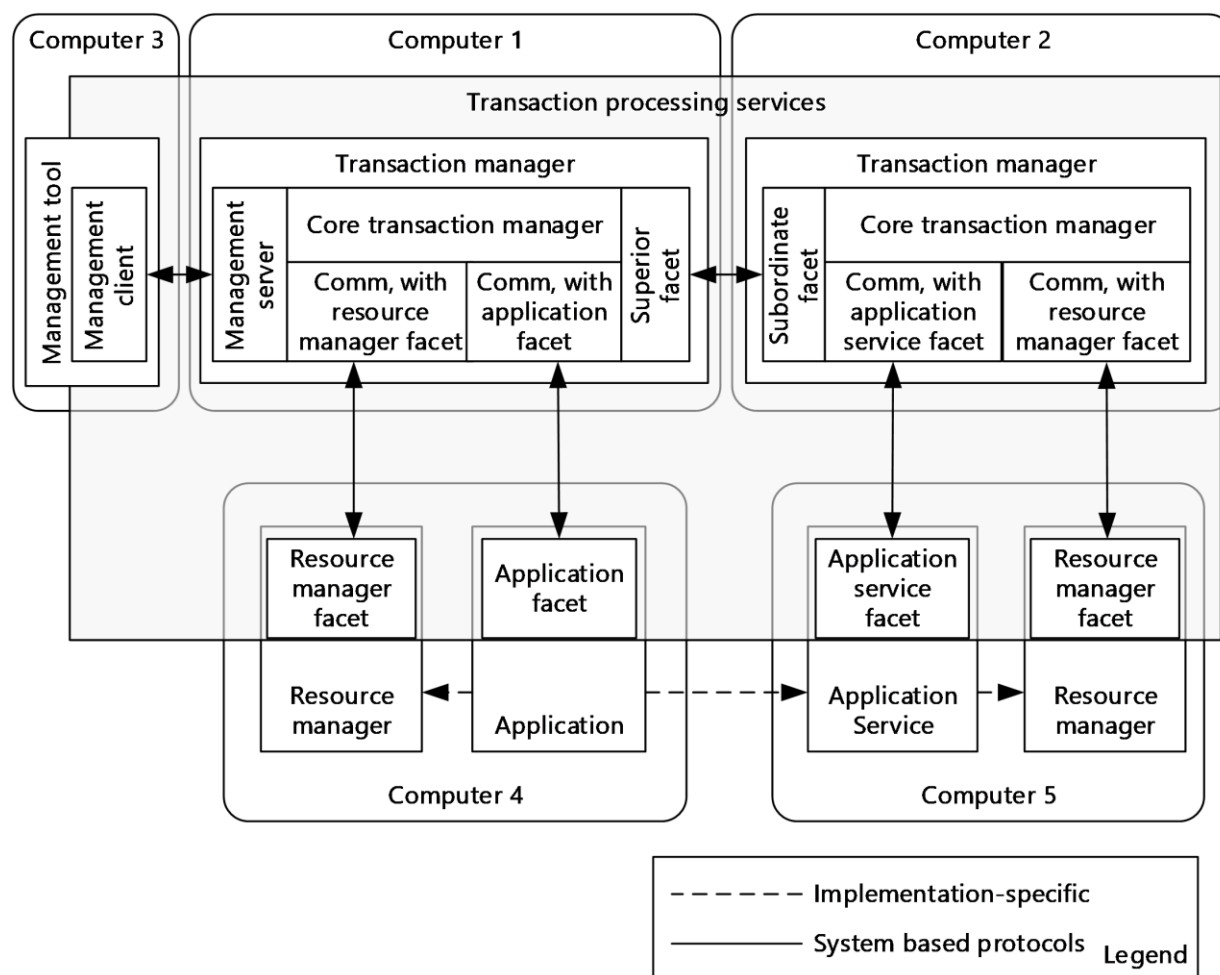 Computer 3
Computer 1
Computer 2
Transaction processing services
Management tool
Management
client
Transaction manager
Management
server
Core transaction manager
Comm, with
resource
manager facet
Comm, with
application
facet
Superior
facet
Transaction manager
Subordinate
facet
Core transaction manager
Comm, with
application
service facet
Comm, with
resource
manager facet
Resource
manager
facet
Application
facet
Application
service
facet
Resource
manager
facet
Resource
manager
Application
Application
Service
Resource
manager
Computer 4
Computer 5
Implementation-specific
System based protocols
Legend